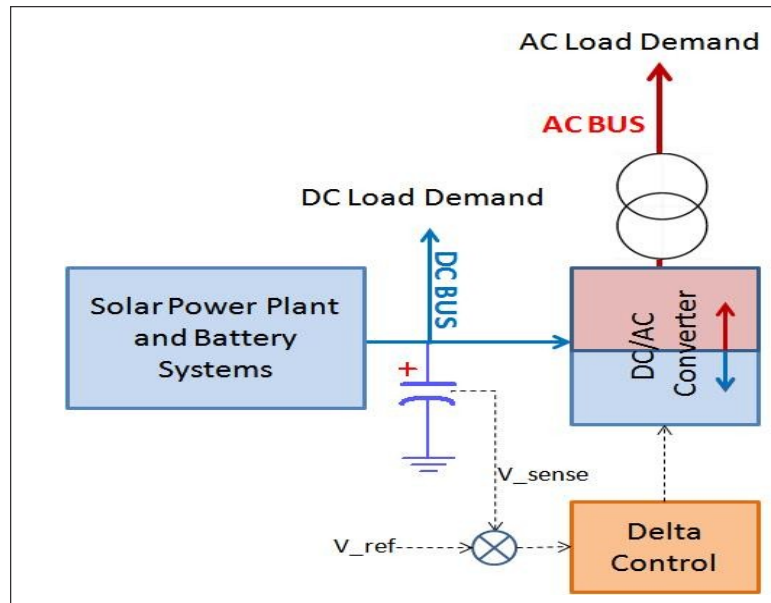 AC Load Demand
AC BUS
DC Load Demand
DC BUS
Solar Power Plant
and Battery
Systems
DC/AC
Converter
+
V_sense
V_ref
Delta
Control